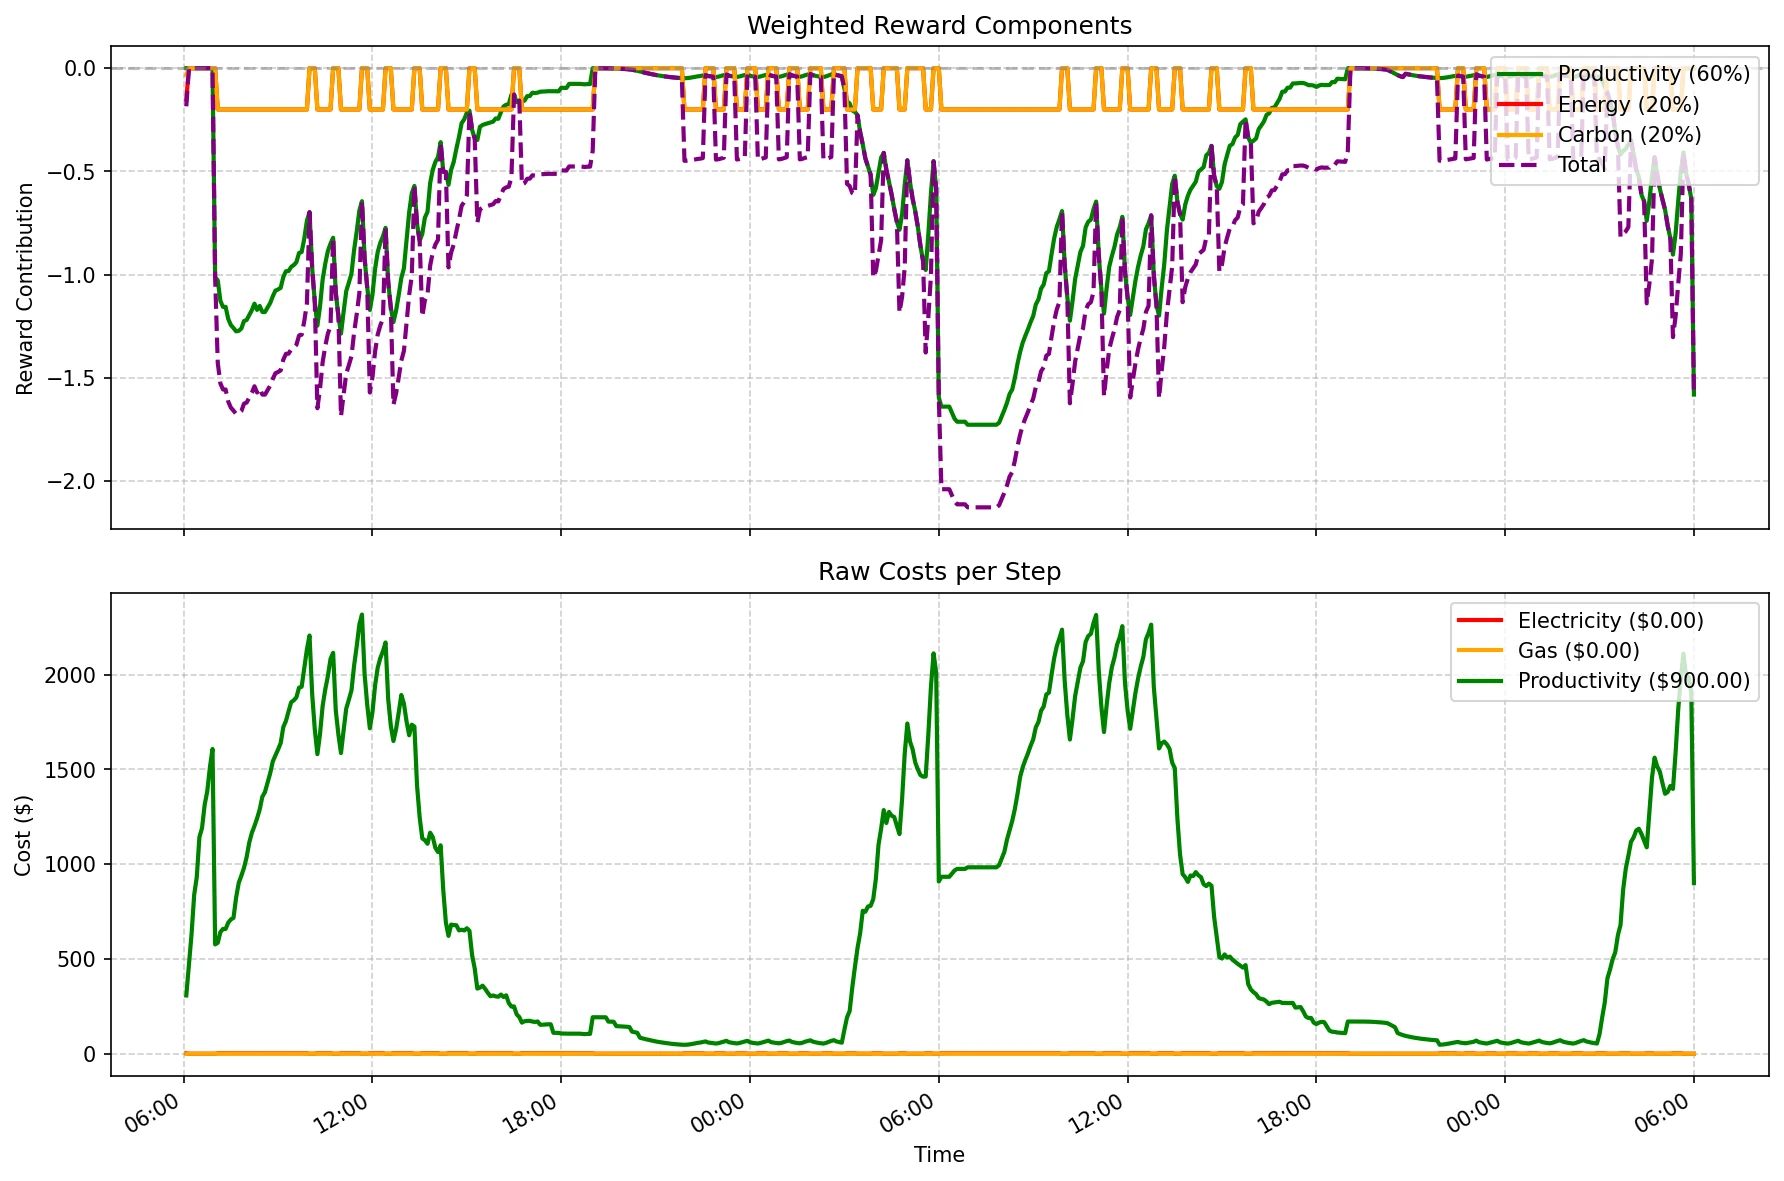 Weighted Reward Components
Reward Contribution
0.0
−0.5
−1.0
−1.5
−2.0
Productivity (60%)
Energy (20%)
Carbon (20%)
Total
Raw Costs per Step
Cost ($)
2000
1500
1000
500
0
Electricity ($0.00)
Gas ($0.00)
Productivity ($900.00)
06:00
12:00
18:00
00:00
06:00
12:00
18:00
00:00
06:00
Time